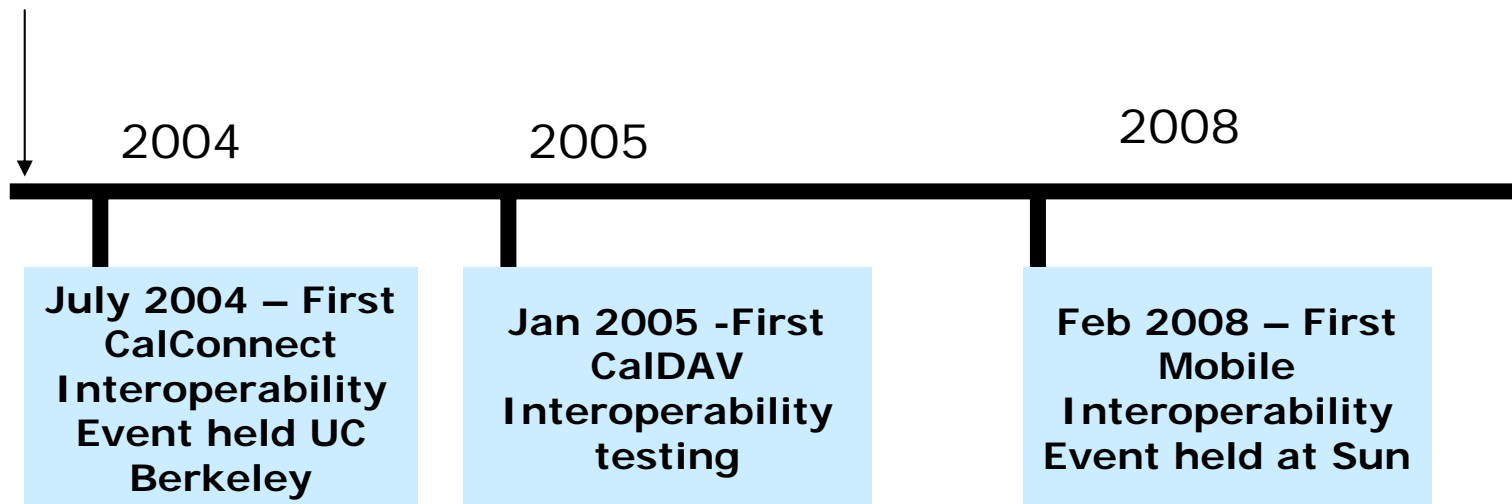 2004
2005
2008
July 2004 – First
CalConnect
Interoperability
Event held UC
Berkeley
Jan 2005 -First
CalDAV
Interoperability
testing
Feb 2008 – First
Mobile
Interoperability
Event held at Sun